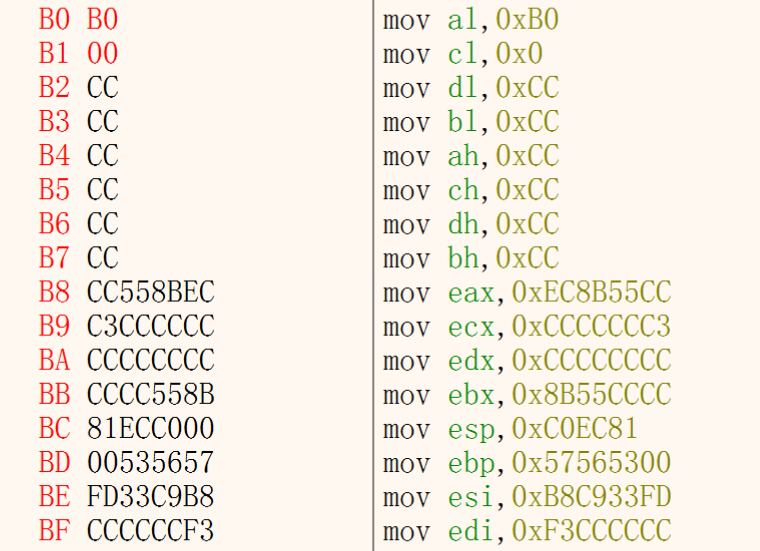 B0 B0 mov al,0xB0
B1 00 mov cl,0x0
B2 CC mov dl,0xCC
B3 CC mov bl,0xCC
B4 CC mov ah,0xCC
B5 CC mov ch,0xCC
B6 CC mov dh,0xCC
B7 CC mov bh,0xCC
B8 CC558BEC mov eax,0xEC8B55CC
B9 C3CCCCCC mov ecx,0xCCCCCCC3
BA CCCCCCCC mov edx,0xCCCCCCCC
BB CCCC558B mov ebx,0x8B55CCCC
BC 81ECC000 mov esp,0xC0EC81
BD 00535657 mov ebp,0x57565300
BE FD33C9B8 mov esi,0xB8C933FD
BF CCCCCCF3 mov edi,0xF3CCCCCC